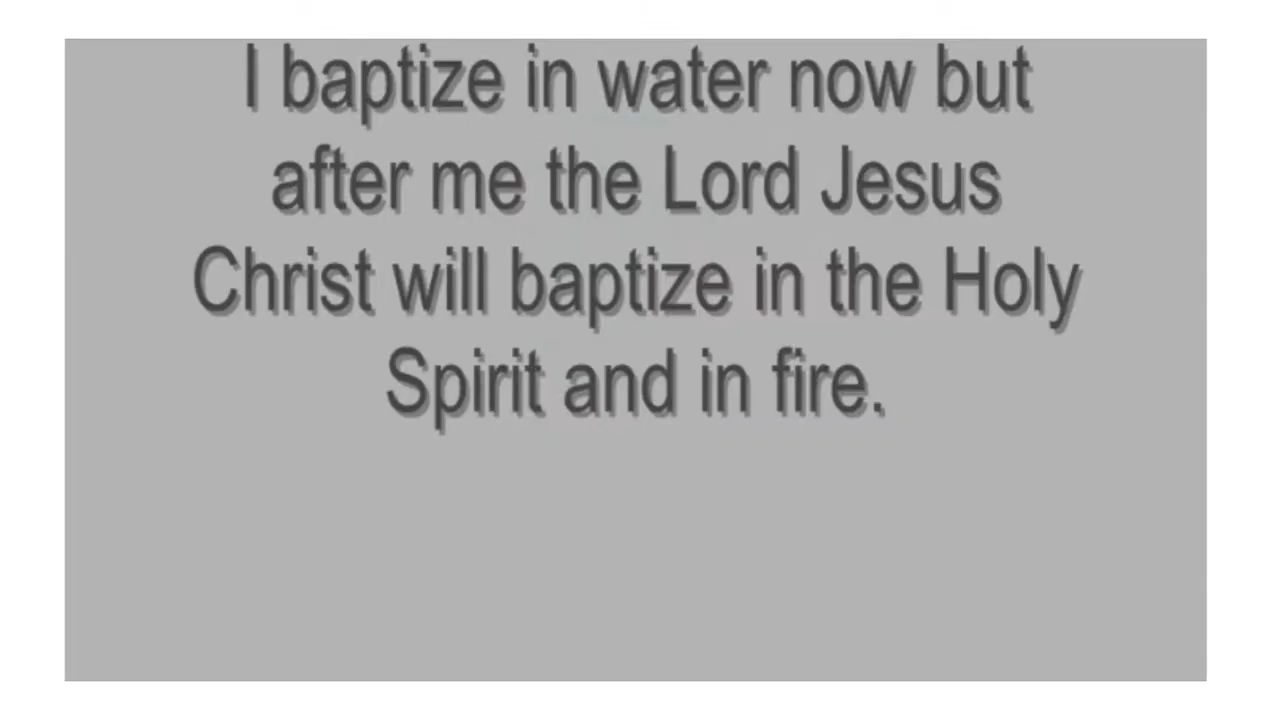 I baptize in water now but
after me the Lord Jesus
Christ will baptize in the Holy
Spirit and in fire.